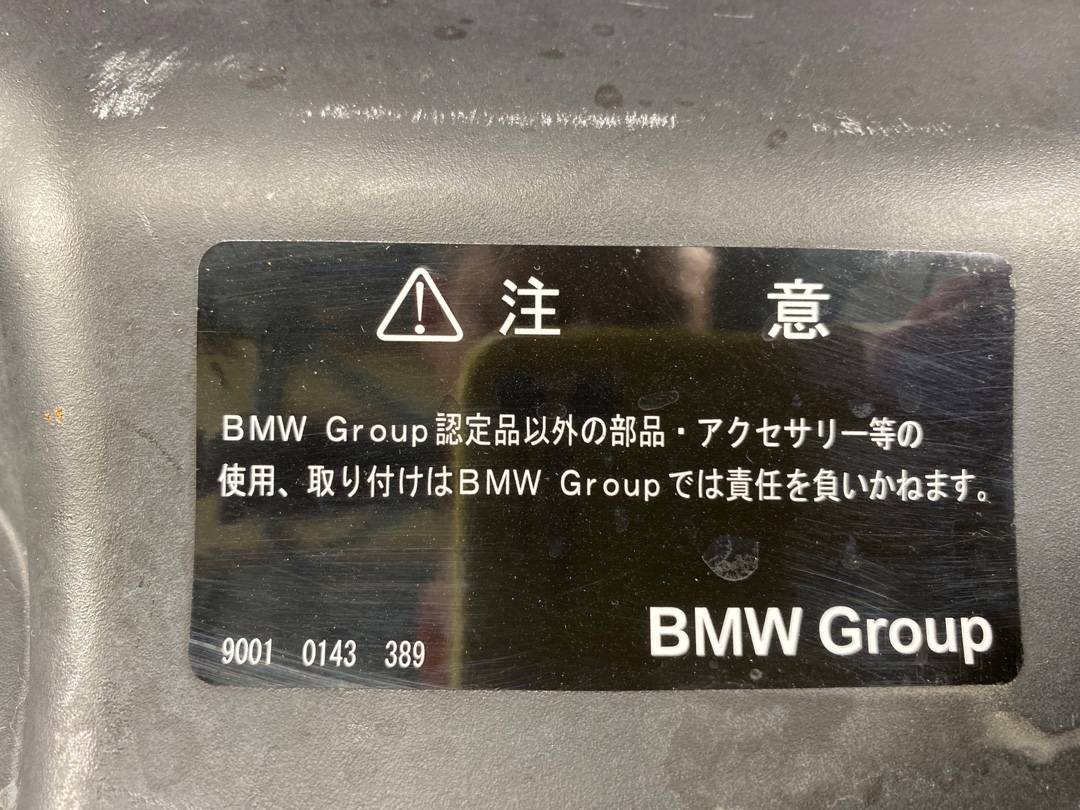 注 意
BMW Group認定品以外の部品・アクセサリー等の
使用、取り付けはBMW Groupでは責任を負いかねます。
BMW Group
9001 0143 389